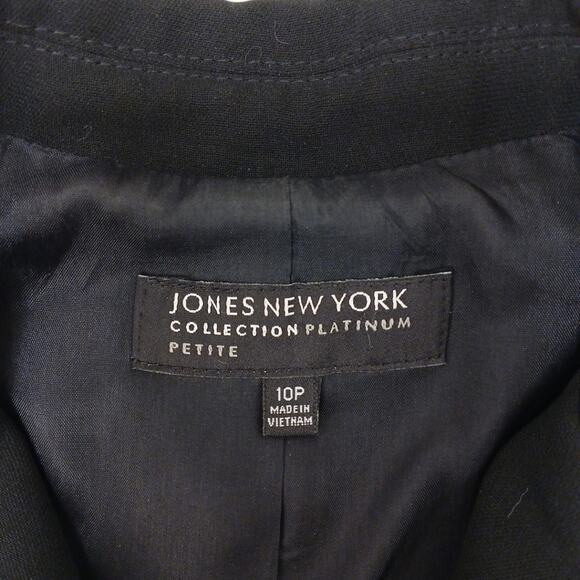 JONES NEW YORK
COLLECTION PLATINUM
PETITE
10P
MADE IN
VIETNAM